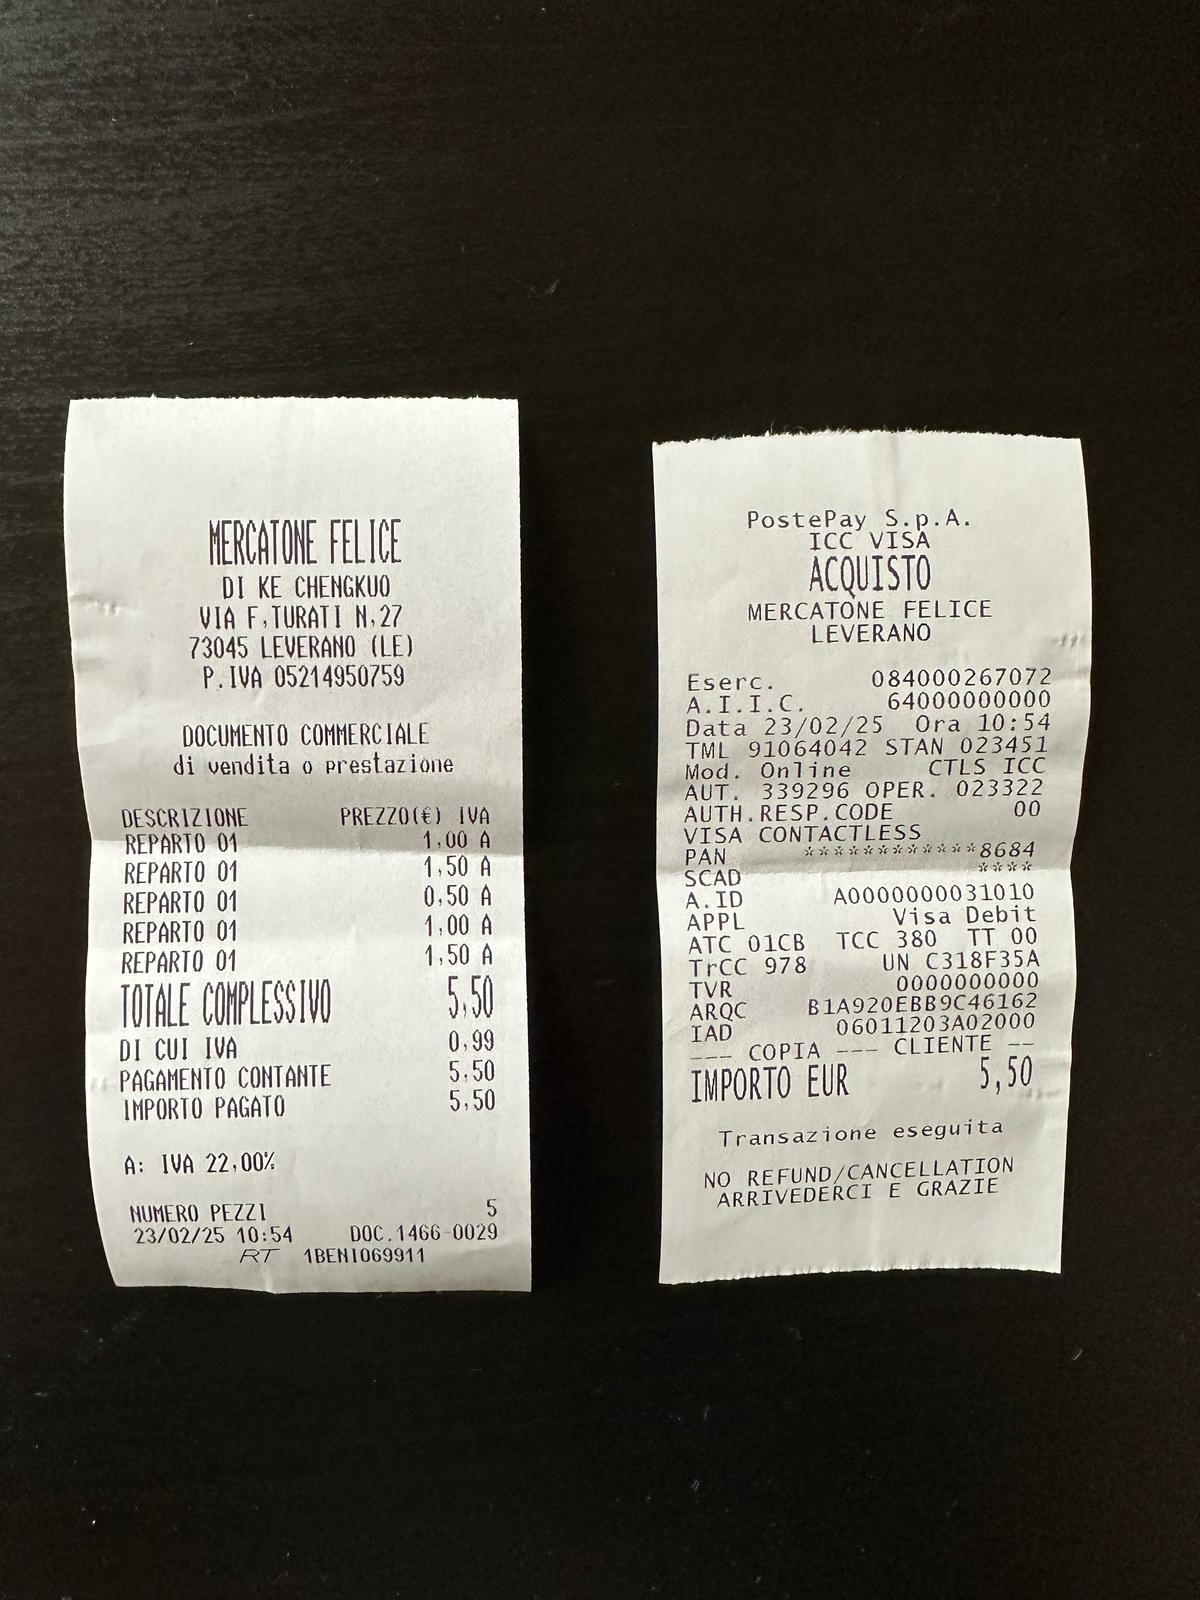 MERCATONE FELICE
DI KE CHENGKUO
VIA F.TURATI N.27
73045 LEVERANO (LE)
P.IVA 05214950759
DOCUMENTO COMMERCIALE
di vendita o prestazione
DESCRIZIONE PREZZO(€) IVA
REPARTO 01 1,00 A
REPARTO 01 1,50 A
REPARTO 01 0,50 A
REPARTO 01 1,00 A
REPARTO 01 1,50 A
TOTALE COMPLESSIVO 5,50
DI CUI IVA 0,99
PAGAMENTO CONTANTE 5,50
IMPORTO PAGATO 5,50
A: IVA 22,00%
NUMERO PEZZI 5
23/02/25 10:54 DOC.1466-0029
RT 1BENI069911
PostePay S.p.A.
ICC VISA
ACQUISTO
MERCATONE FELICE
LEVERANO
Eserc. 084000267072
A.I.I.C. 64000000000
Data 23/02/25 Ora 10:54
TML 91064042 STAN 023451
Mod. Online CTLS ICC
AUT. 339296 OPER. 023322
AUTH.RESP.CODE 00
VISA CONTACTLESS
PAN ************8684
SCAD ****
A.ID A0000000031010
APPL Visa Debit
ATC 01CB TCC 380 TT 00
TrCC 978 UN C318F35A
TVR 0000000000
ARQC B1A920EBB9C46162
IAD 06011203A02000
--- COPIA --- CLIENTE --
IMPORTO EUR 5,50
Transazione eseguita
NO REFUND/CANCELLATION
ARRIVEDERCI E GRAZIE